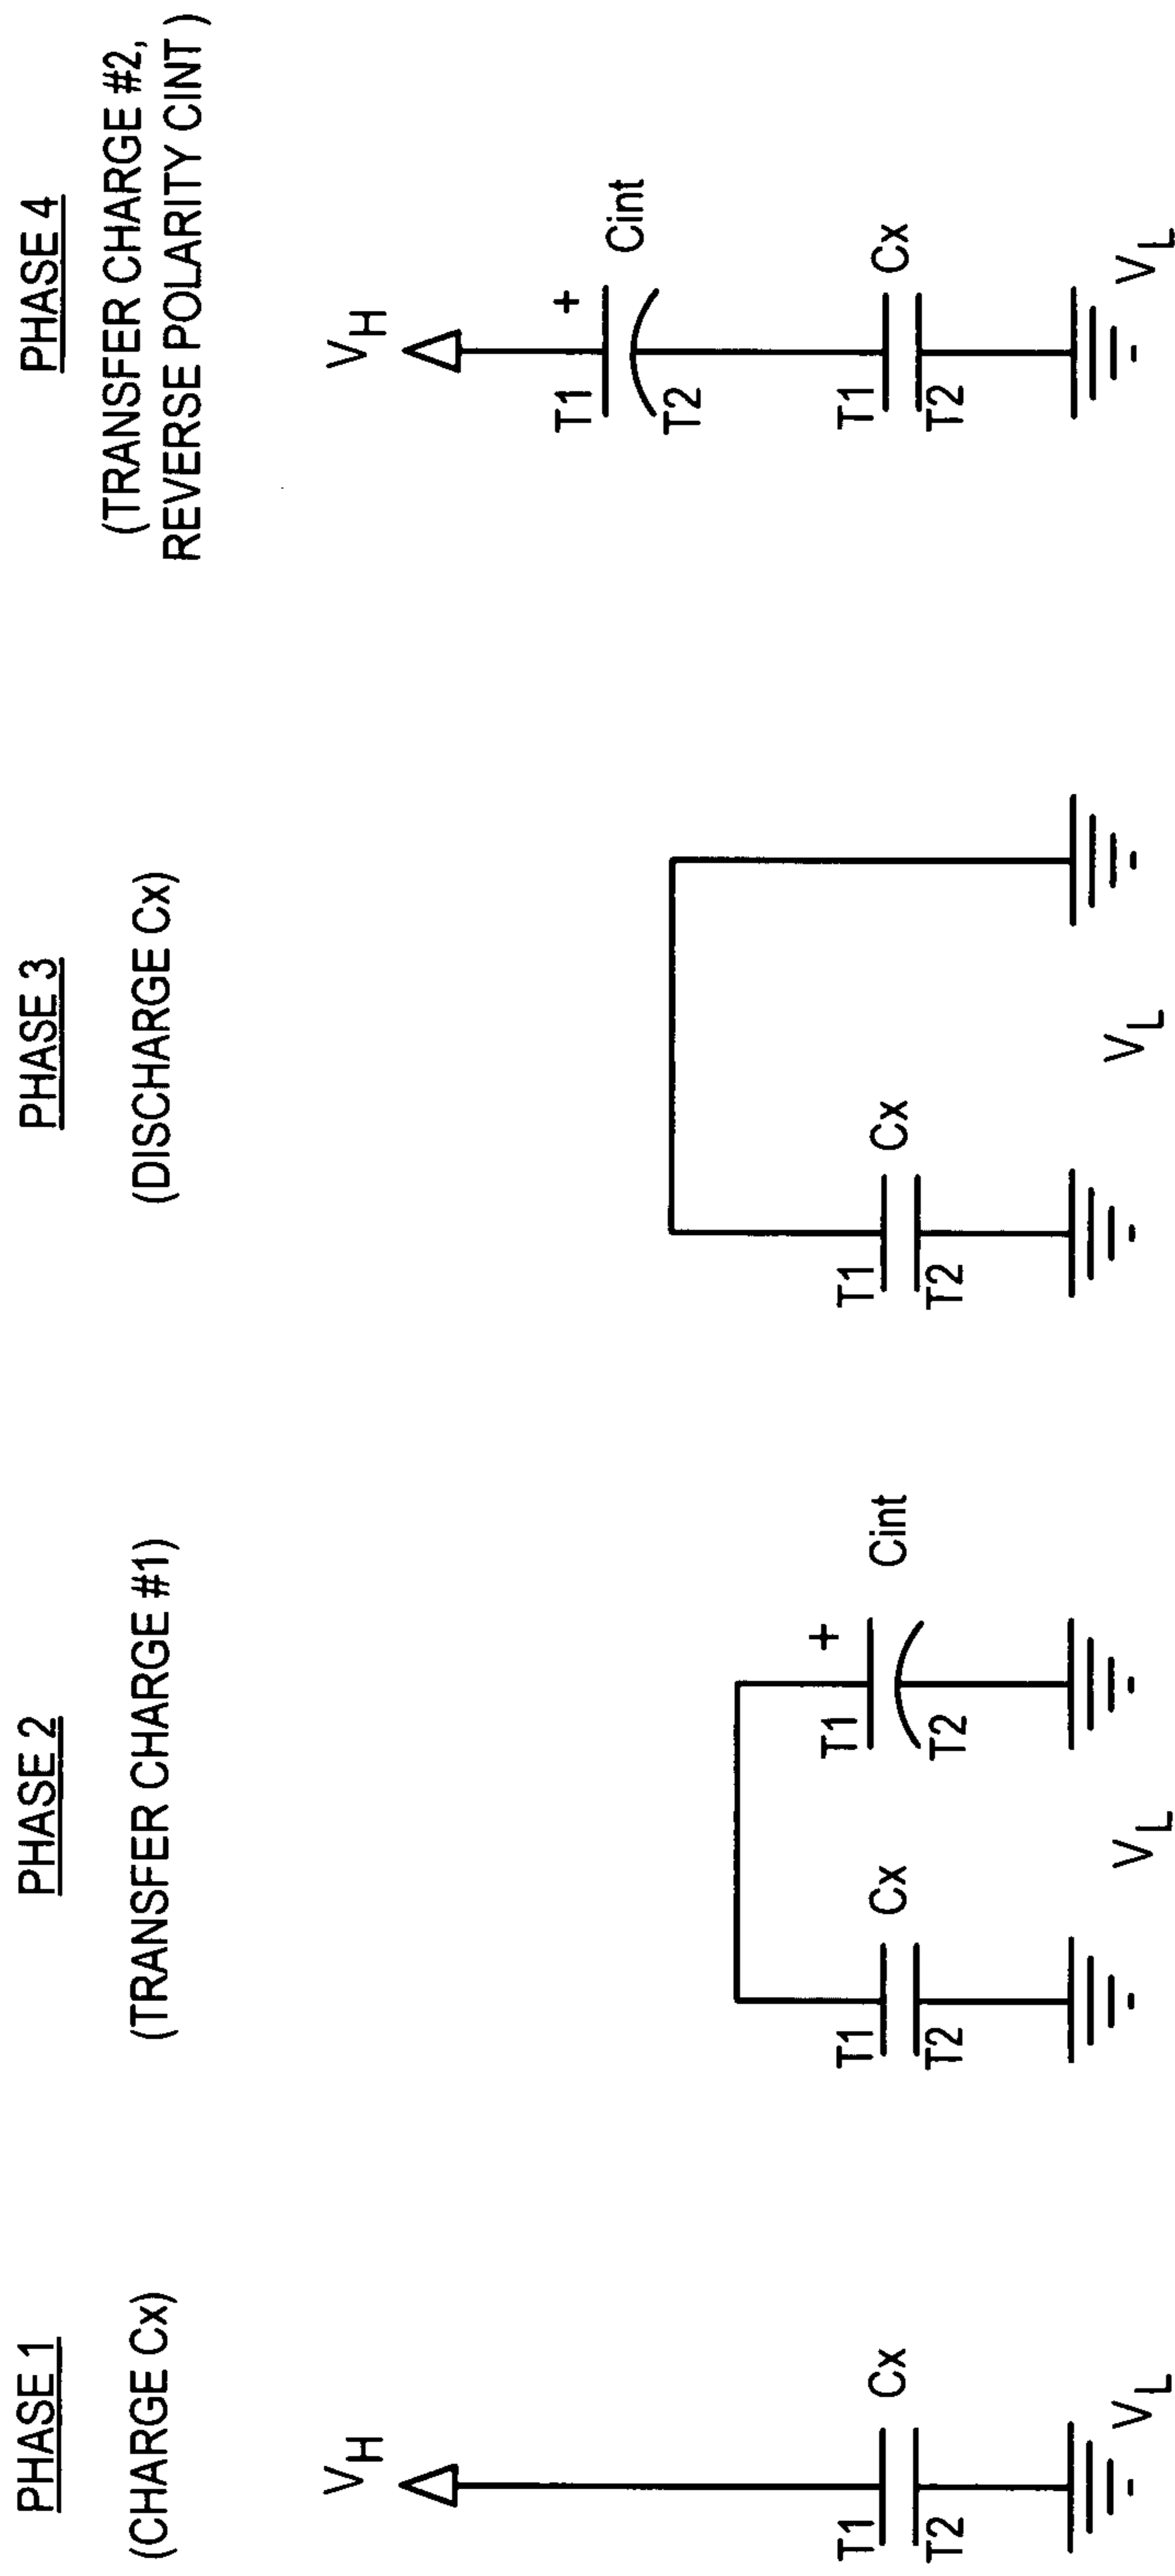 PHASE 1
(CHARGE Cx)
VH
T1
Cx
T2
VL
PHASE 2
(TRANSFER CHARGE #1)
T1
Cx
T2
T1
+
Cint
T2
VL
PHASE 3
(DISCHARGE Cx)
T1
Cx
T2
VL
PHASE 4
(TRANSFER CHARGE #2,
REVERSE POLARITY CINT )
VH
T1
+
Cint
T2
T1
Cx
T2
VL